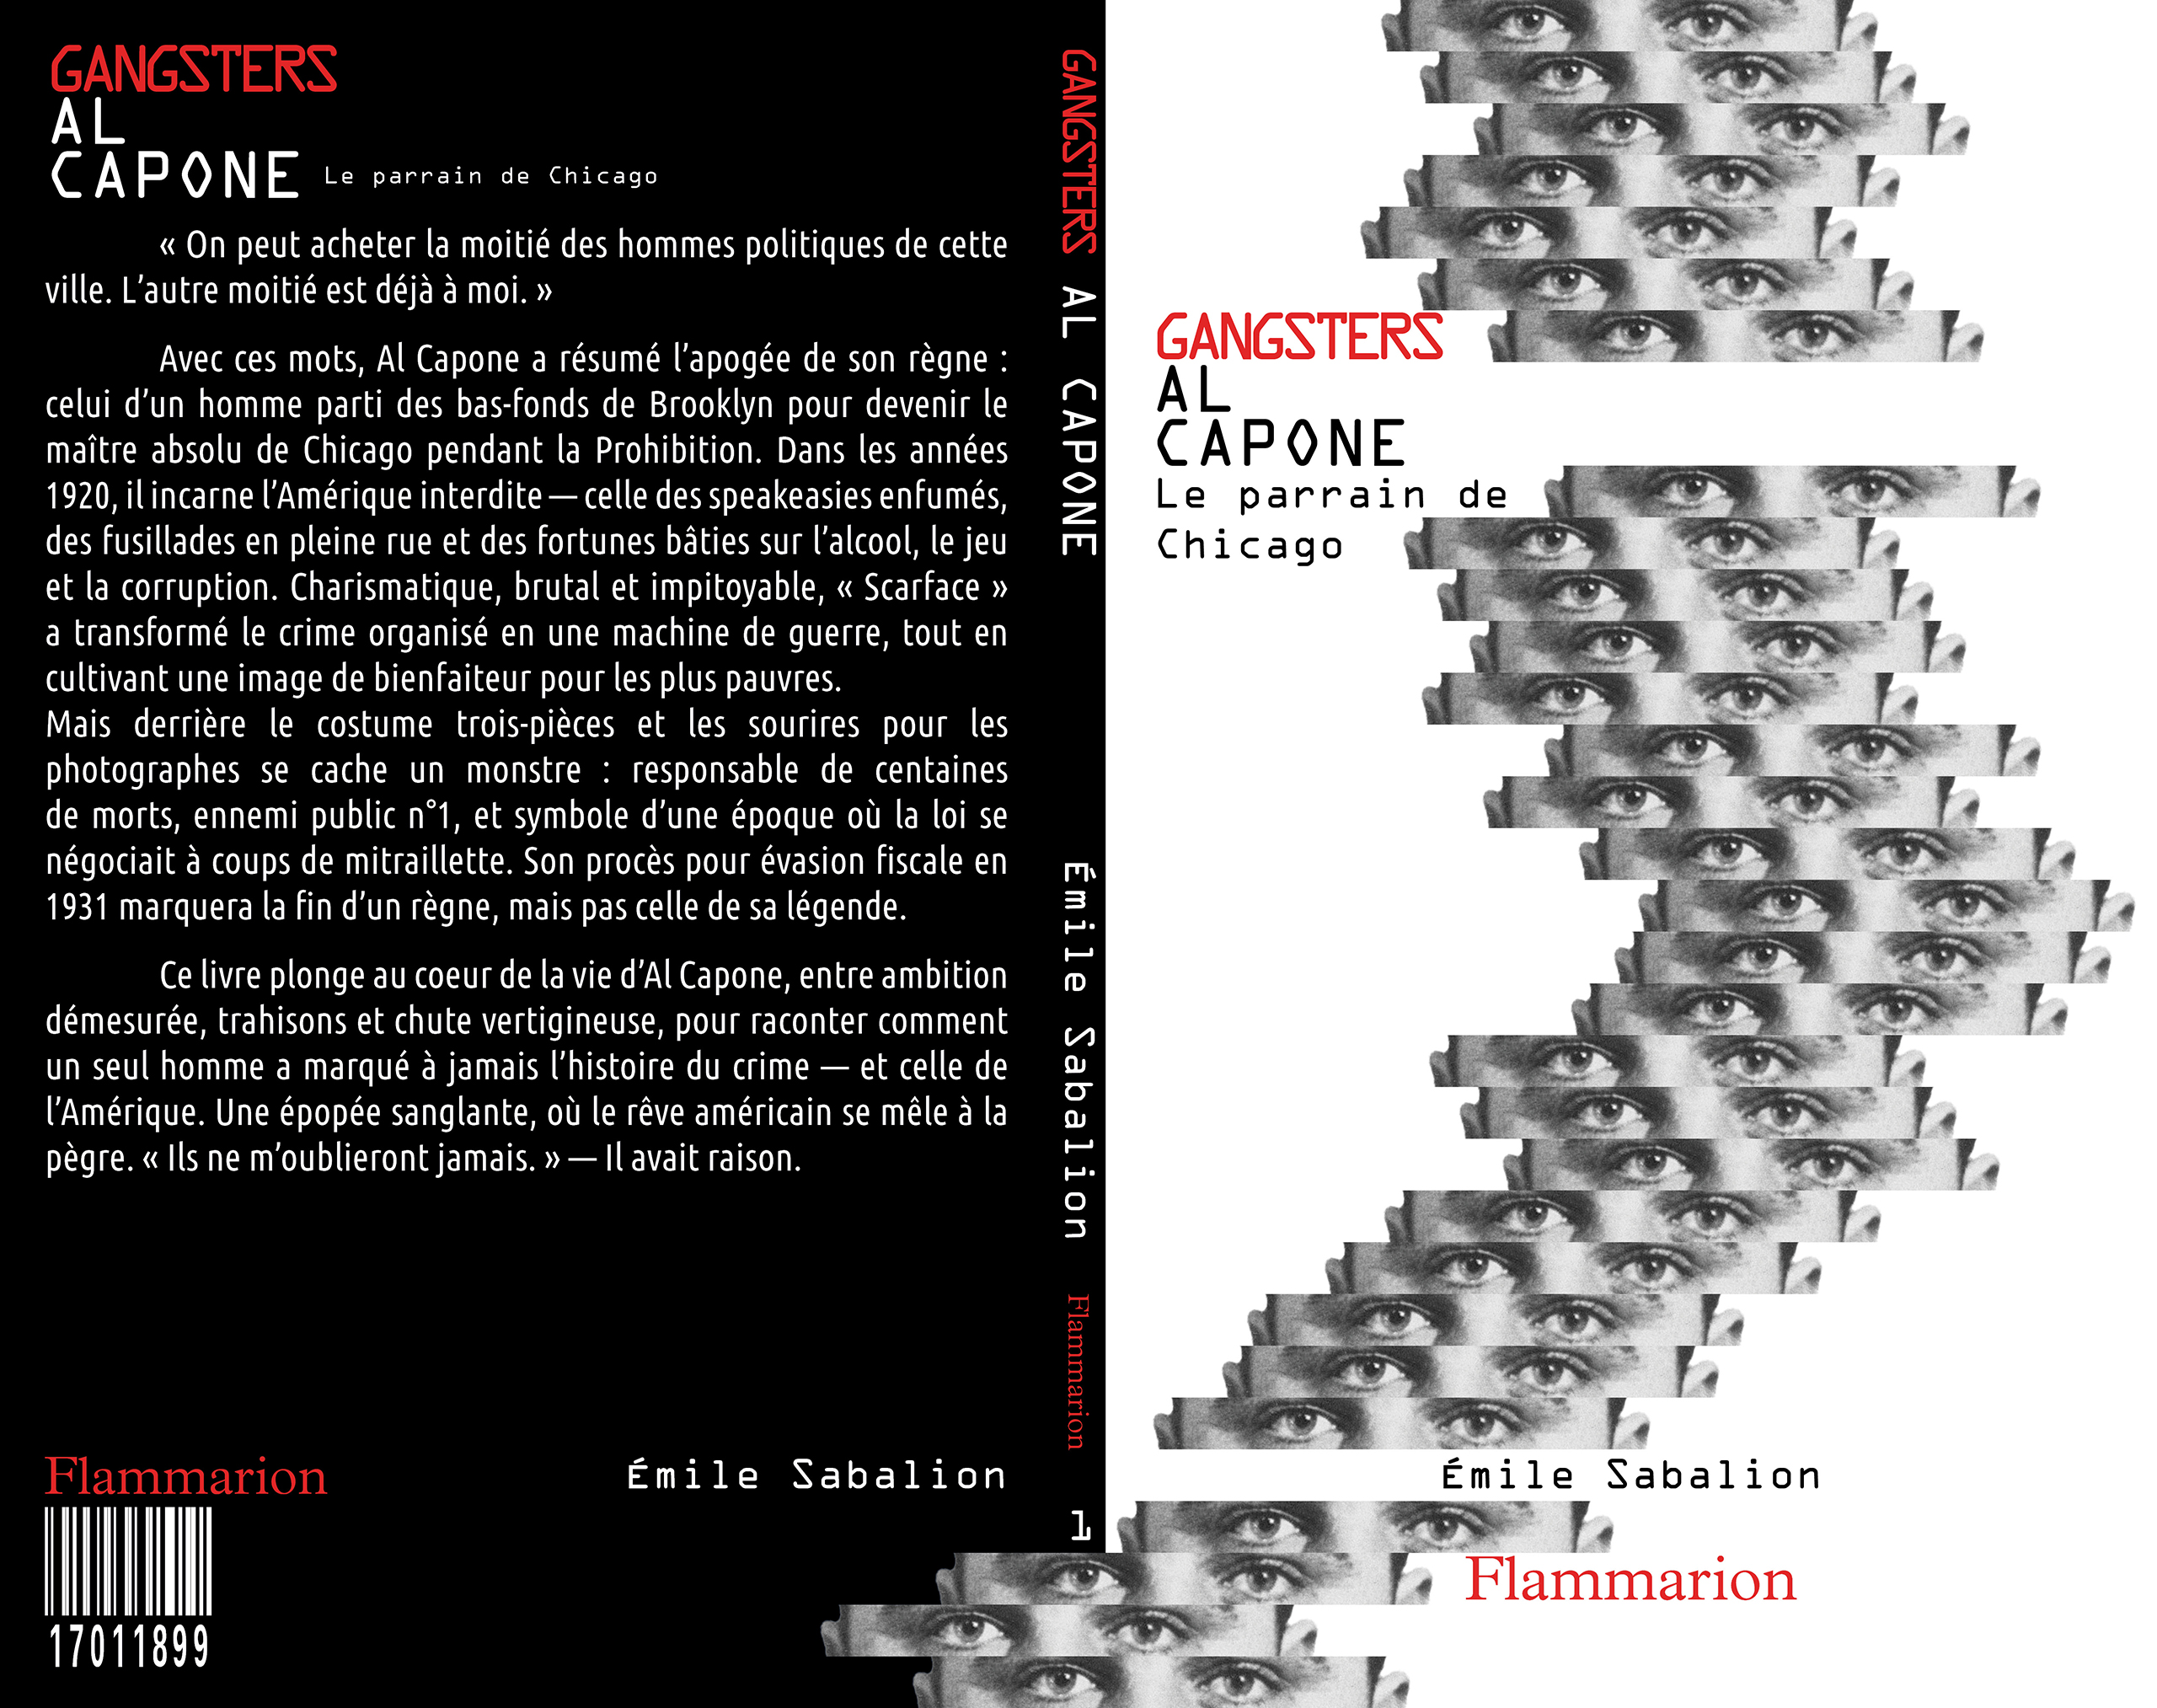 GANGSTERS
AL
CAPONE Le parrain de Chicago
« On peut acheter la moitié des hommes politiques de cette
ville. L’autre moitié est déjà à moi. »
Avec ces mots, Al Capone a résumé l’apogée de son règne :
celui d’un homme parti des bas-fonds de Brooklyn pour devenir le
maître absolu de Chicago pendant la Prohibition. Dans les années
1920, il incarne l’Amérique interdite — celle des speakeasies enfumés,
des fusillades en pleine rue et des fortunes bâties sur l’alcool, le jeu
et la corruption. Charismatique, brutal et impitoyable, « Scarface »
a transformé le crime organisé en une machine de guerre, tout en
cultivant une image de bienfaiteur pour les plus pauvres.
Mais derrière le costume trois-pièces et les sourires pour les
photographes se cache un monstre : responsable de centaines
de morts, ennemi public n°1, et symbole d’une époque où la loi se
négociait à coups de mitraillette. Son procès pour évasion fiscale en
1931 marquera la fin d’un règne, mais pas celle de sa légende.
Ce livre plonge au coeur de la vie d’Al Capone, entre ambition
démesurée, trahisons et chute vertigineuse, pour raconter comment
un seul homme a marqué à jamais l’histoire du crime — et celle de
l’Amérique. Une épopée sanglante, où le rêve américain se mêle à la
pègre. « Ils ne m’oublieront jamais. » — Il avait raison.
Flammarion
Émile Sabalion
17011899
GANGSTERS AL CAPONE Émile Sabalion Flammarion 1
GANGSTERS
AL
CAPONE
Le parrain de
Chicago
Émile Sabalion
Flammarion